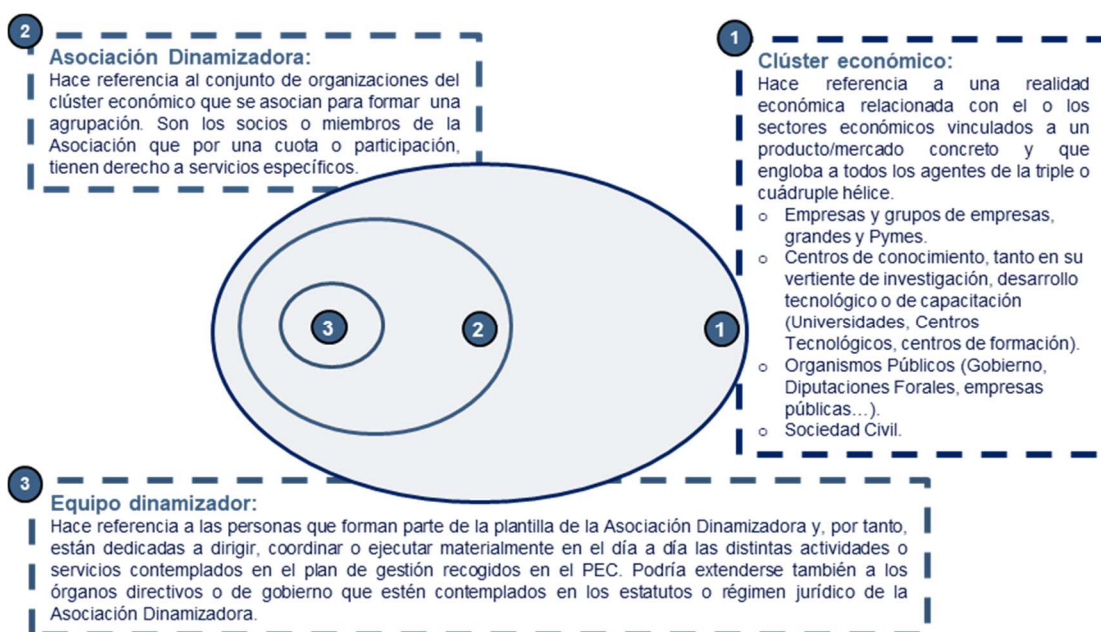 2
Asociación Dinamizadora:
Hace referencia al conjunto de organizaciones del
clúster económico que se asocian para formar una
agrupación. Son los socios o miembros de la
Asociación que por una cuota o participación,
tienen derecho a servicios específicos.
1
Clúster económico:
Hace referencia a una realidad
económica relacionada con el o los
sectores económicos vinculados a un
producto/mercado concreto y que
engloba a todos los agentes de la triple o
cuádruple hélice.
o Empresas y grupos de empresas,
grandes y Pymes.
o Centros de conocimiento, tanto en su
vertiente de investigación, desarrollo
tecnológico o de capacitación
(Universidades, Centros
Tecnológicos, centros de formación).
o Organismos Públicos (Gobierno,
Diputaciones Forales, empresas
públicas…).
o Sociedad Civil.
3 2 1
3
Equipo dinamizador:
Hace referencia a las personas que forman parte de la plantilla de la Asociación Dinamizadora y, por tanto,
están dedicadas a dirigir, coordinar o ejecutar materialmente en el día a día las distintas actividades o
servicios contemplados en el plan de gestión recogidos en el PEC. Podría extenderse también a los
órganos directivos o de gobierno que estén contemplados en los estatutos o régimen jurídico de la
Asociación Dinamizadora.